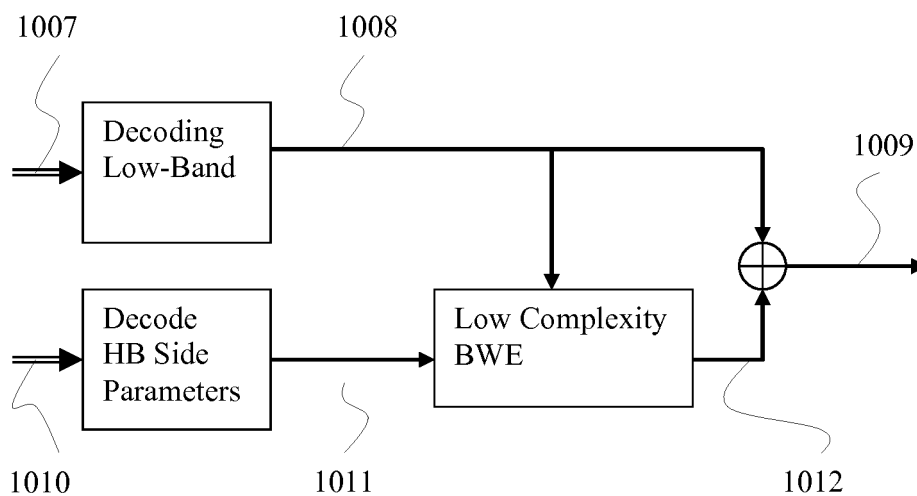 1007
1008
Decoding
Low-Band
1009
Decode
HB Side
Parameters
Low Complexity
BWE
1010
1011
1012